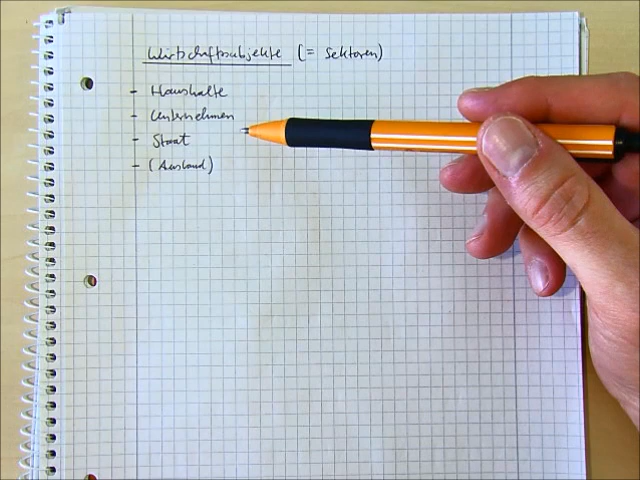 Wirtschaftssubjekte (= Sektoren)
- Haushalte
- Unternehmen
- Staat
- (Ausland)